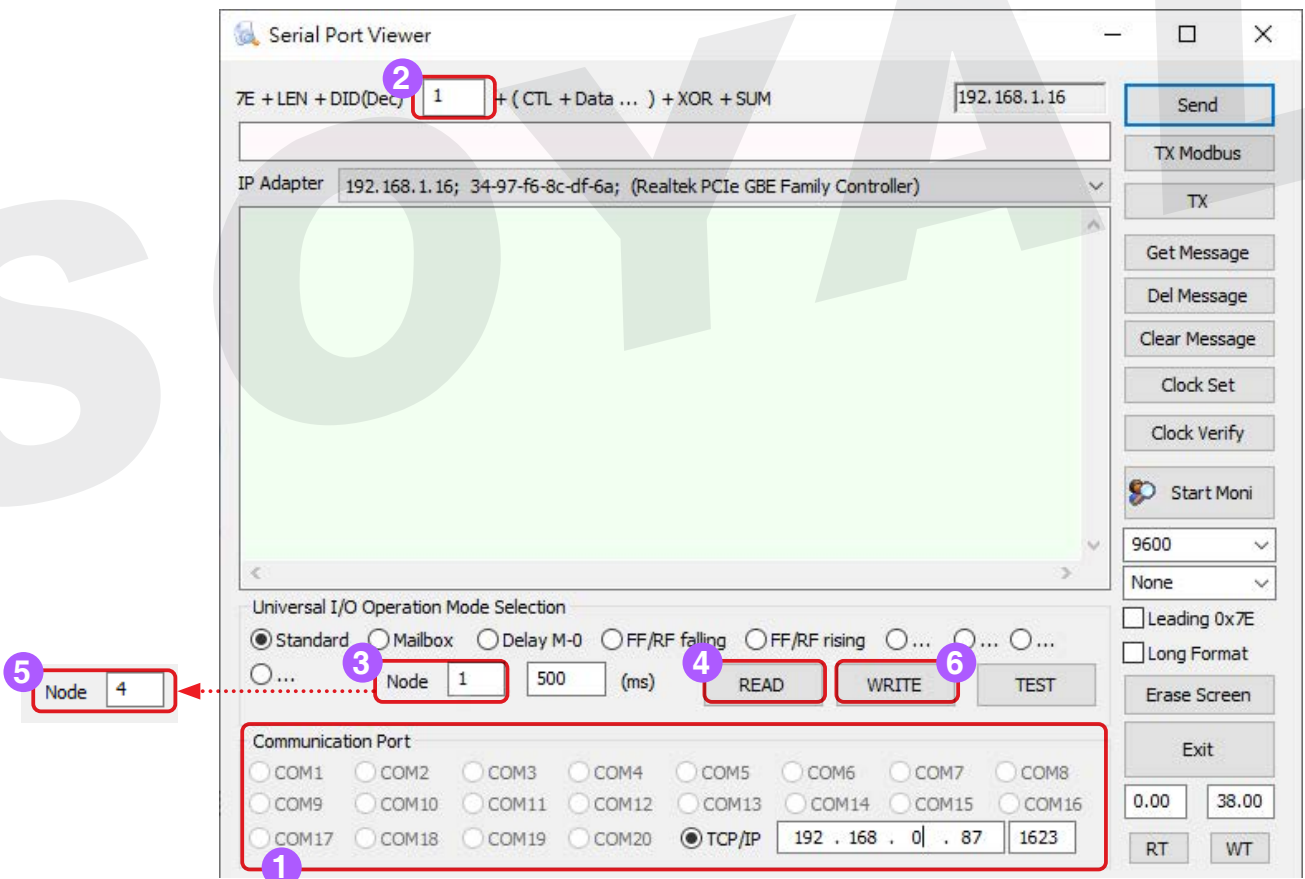 Serial Port Viewer
2
7E + LEN + DID(Dec) 1 + ( CTL + Data ... ) + XOR + SUM 192.168.1.16
Send
TX Modbus
IP Adapter 192.168.1.16; 34-97-f6-8c-df-6a; (Realtek PCIe GBE Family Controller)
TX
Get Message
Del Message
Clear Message
Clock Set
Clock Verify
Start Moni
9600
None
Leading 0x7E
Long Format
Erase Screen
Exit
0.00 38.00
RT WT
Universal I/O Operation Mode Selection
Standard Mailbox Delay M-0 FF/RF falling FF/RF rising ... ... ...
3 4 6
... Node 1 500 (ms) READ WRITE TEST
5
Node 4
Communication Port
COM1 COM2 COM3 COM4 COM5 COM6 COM7 COM8
COM9 COM10 COM11 COM12 COM13 COM14 COM15 COM16
COM17 COM18 COM19 COM20 TCP/IP 192 . 168 . 0 . 87 1623
1
SOYAL